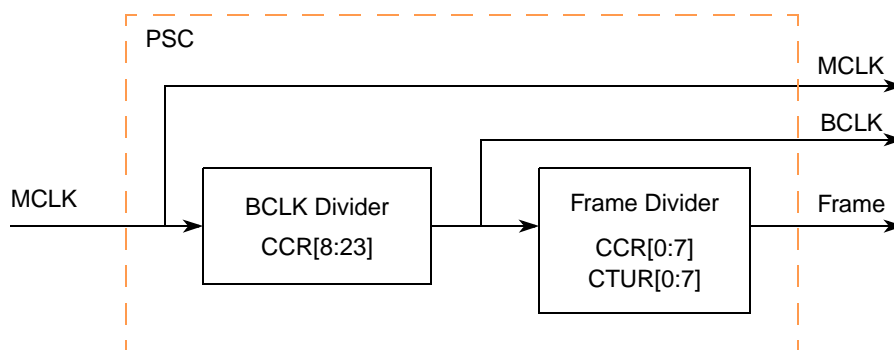 PSC
MCLK
BCLK
MCLK
BCLK Divider
CCR[8:23]
Frame Divider
CCR[0:7]
CTUR[0:7]
Frame